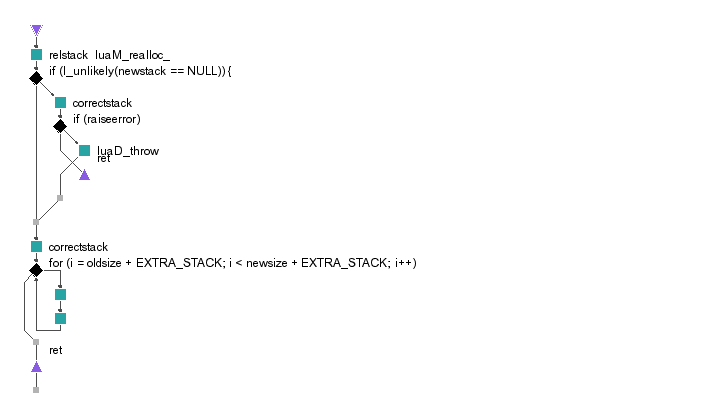 relstack luaM_realloc_
if (l_unlikely(newstack == NULL)) {
correctstack
if (raiseerror)
luaD_throw
ret
correctstack
for (i = oldsize + EXTRA_STACK; i < newsize + EXTRA_STACK; i++)
ret